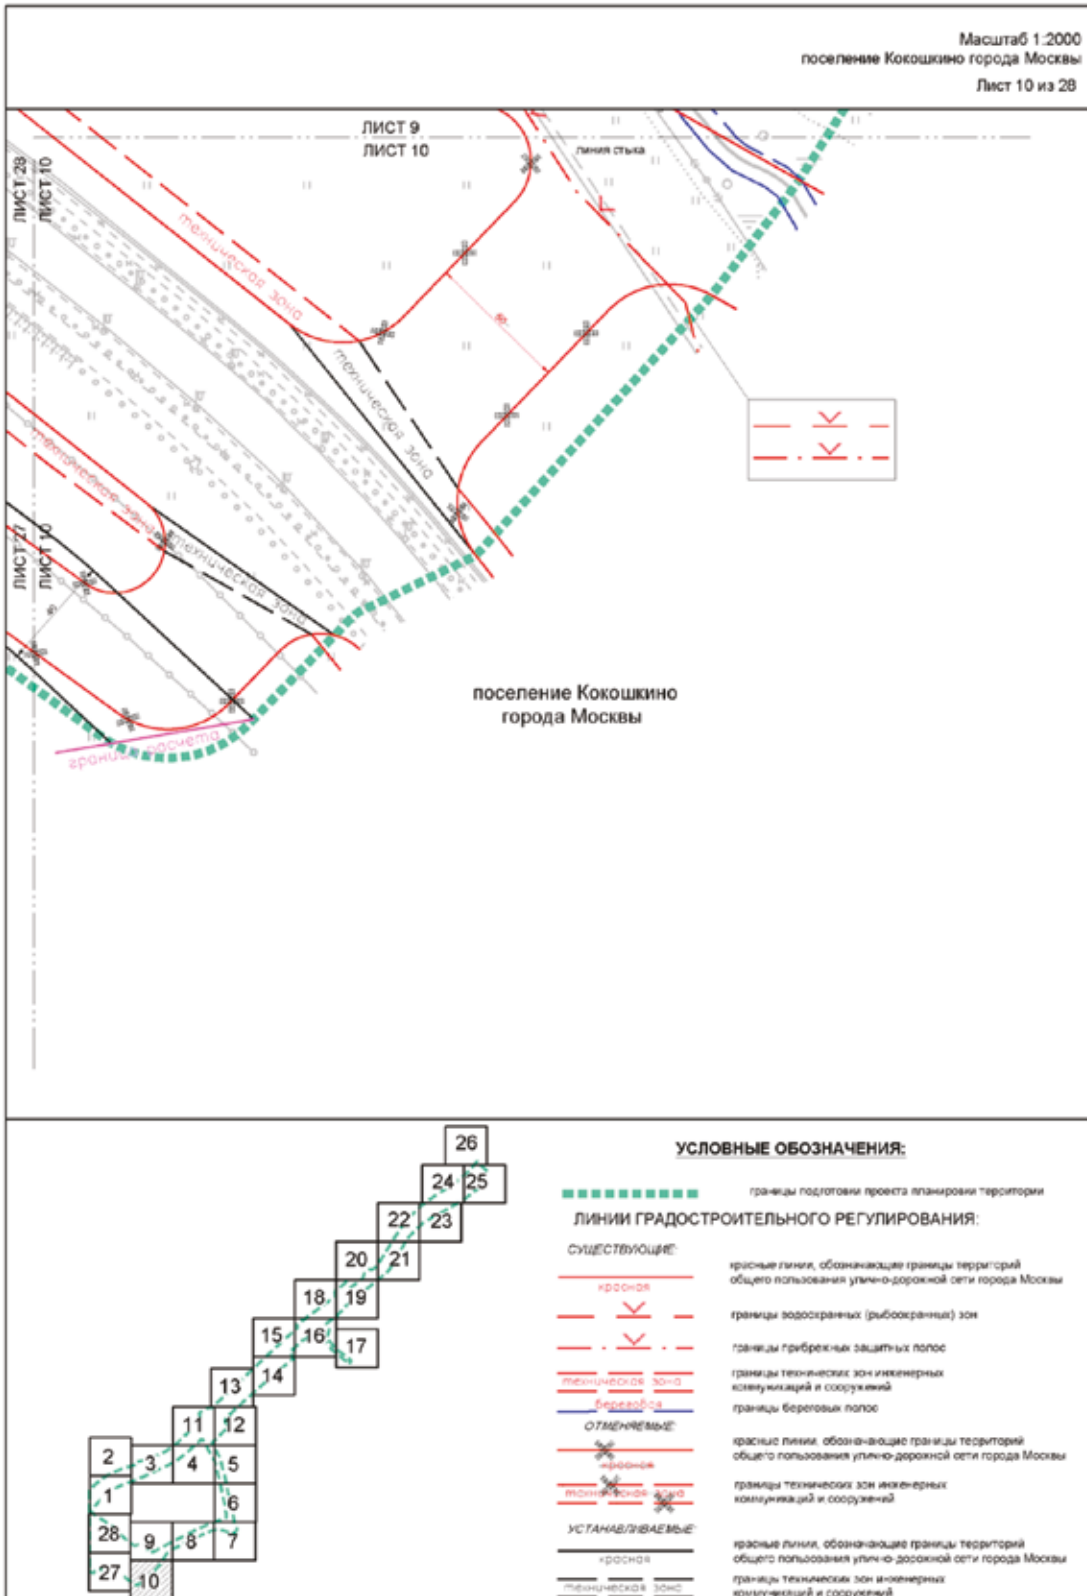 Масштаб 1:2000
поселение Кокошкино города Москвы
Лист 10 из 28
ЛИСТ 9
ЛИСТ 10
линия стыка
ЛИСТ 28
ЛИСТ 10
техническая зона
60
техническая зона
техническая зона
техническая зона
ЛИСТ 27
ЛИСТ 10
поселение Кокошкино
города Москвы
граница расчета
26
24 25
22 23
20 21
18 19
15 16 17
13 14
11 12
2 3 4 5
1 6
28 9 8 7
27 10
УСЛОВНЫЕ ОБОЗНАЧЕНИЯ:
границы подготовки проекта планировки территории
ЛИНИИ ГРАДОСТРОИТЕЛЬНОГО РЕГУЛИРОВАНИЯ:
СУЩЕСТВУЮЩИЕ:
красная
красные линии, обозначающие границы территорий
общего пользования улично-дорожной сети города Москвы
границы водоохранных (рыбоохранных) зон
границы прибрежных защитных полос
техническая зона
границы технических зон инженерных
коммуникаций и сооружений
береговая
границы береговых полос
ОТМЕНЯЕМЫЕ:
красная
красные линии, обозначающие границы территорий
общего пользования улично-дорожной сети города Москвы
техническая зона
границы технических зон инженерных
коммуникаций и сооружений
УСТАНАВЛИВАЕМЫЕ:
красная
красные линии, обозначающие границы территорий
общего пользования улично-дорожной сети города Москвы
техническая зона
границы технических зон инженерных
коммуникаций и сооружений